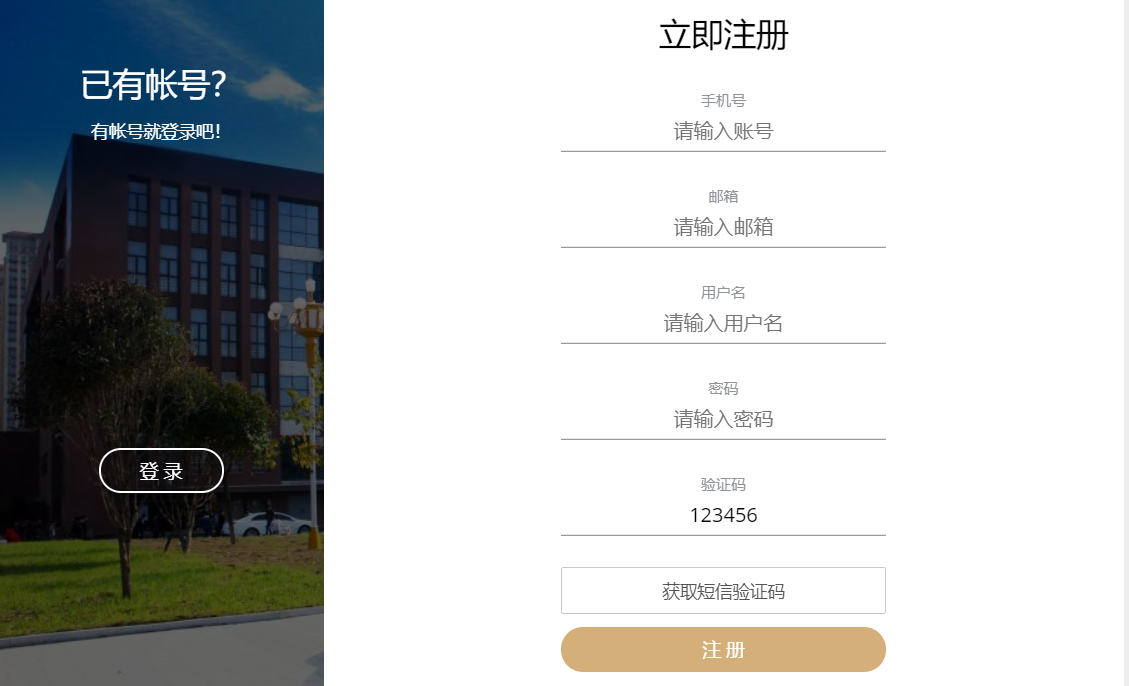 已有帐号?
有帐号就登录吧!
登录
立即注册
手机号
请输入账号
邮箱
请输入邮箱
用户名
请输入用户名
密码
请输入密码
验证码
123456
获取短信验证码
注册